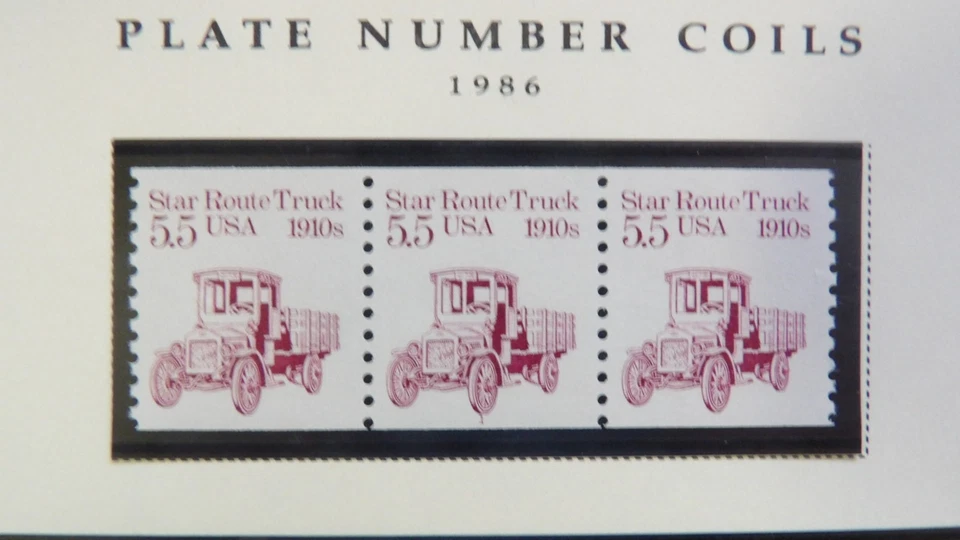 PLATE NUMBER COILS
1986
Star Route Truck
5.5 USA 1910s
Star Route Truck
5.5 USA 1910s
Star Route Truck
5.5 USA 1910s